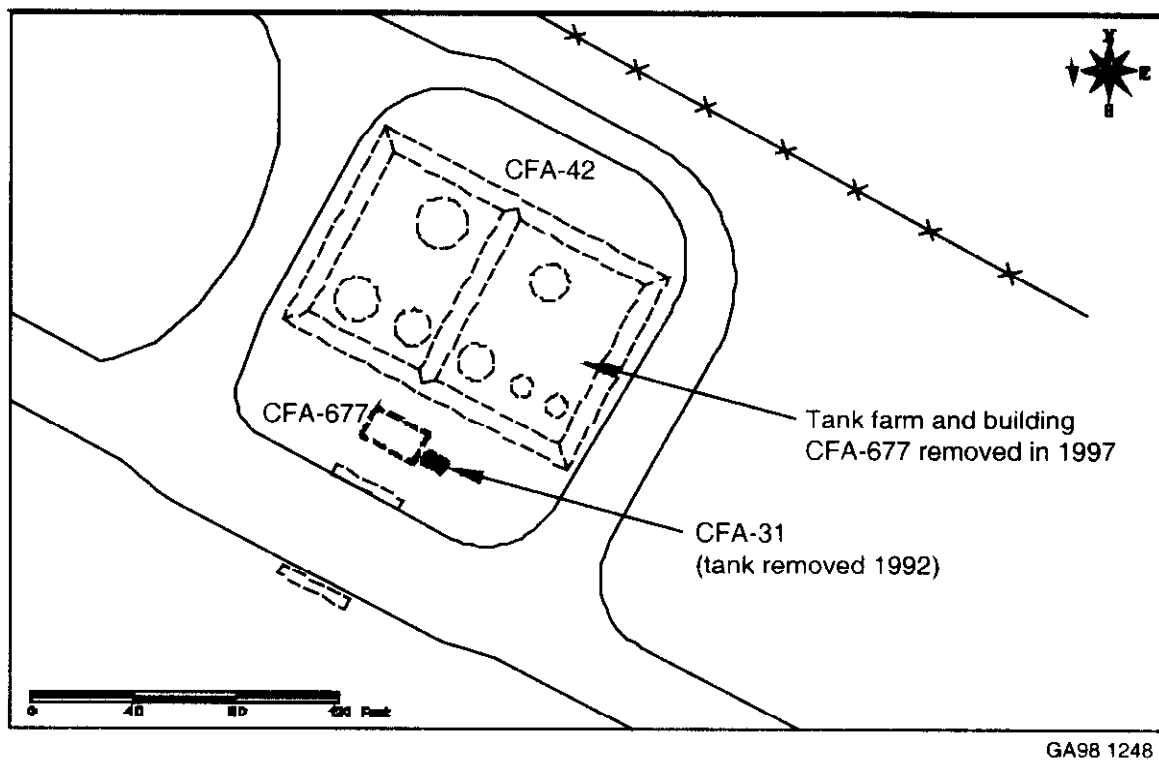 CFA-42
CFA-677
Tank farm and building
CFA-677 removed in 1997
CFA-31
(tank removed 1992)
0 40 80 120 Feet
GA98 1248